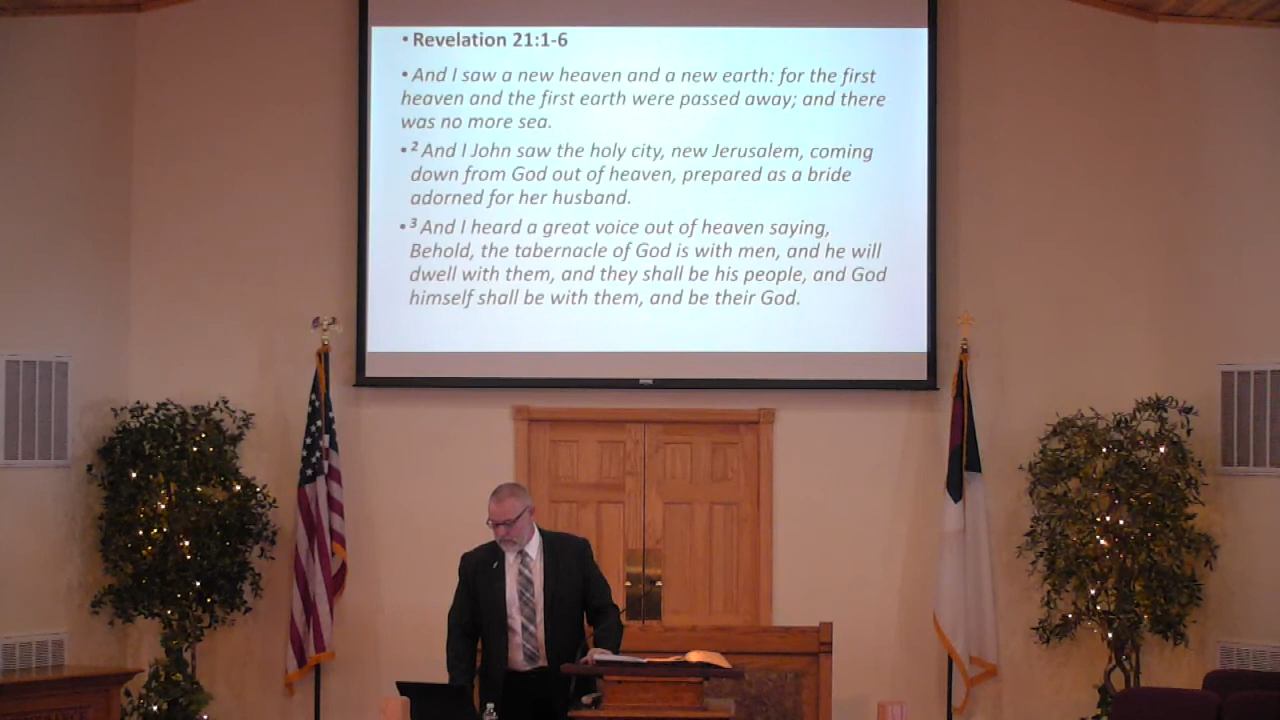 • Revelation 21:1-6
• And I saw a new heaven and a new earth: for the first
heaven and the first earth were passed away; and there
was no more sea.
• 2 And I John saw the holy city, new Jerusalem, coming
down from God out of heaven, prepared as a bride
adorned for her husband.
• 3 And I heard a great voice out of heaven saying,
Behold, the tabernacle of God is with men, and he will
dwell with them, and they shall be his people, and God
himself shall be with them, and be their God.